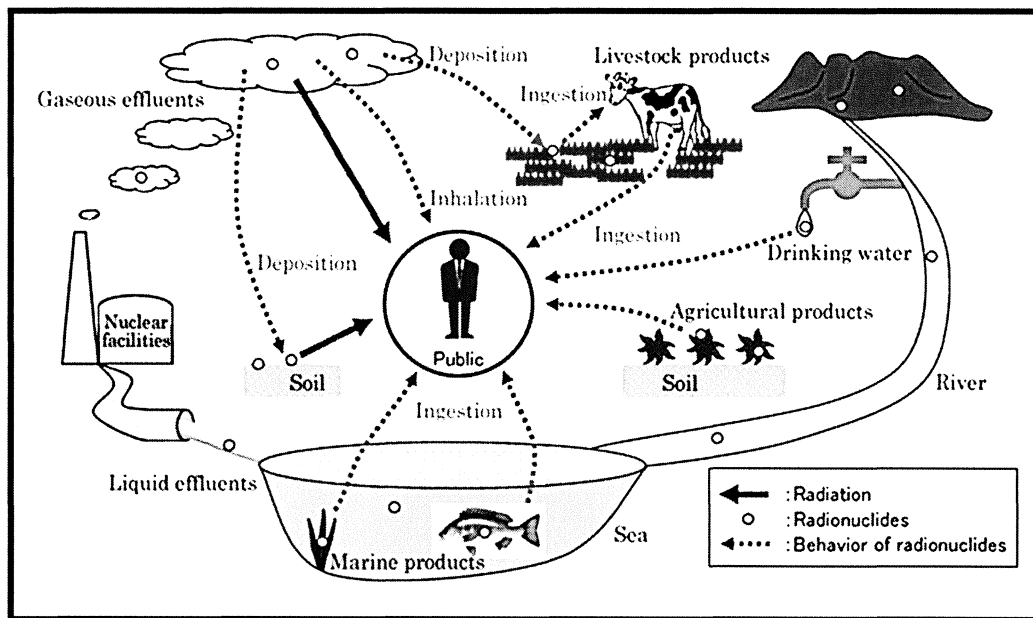 Deposition
Livestock products
Gaseous effluents
Ingestion
Inhalation
Ingestion
Drinking water
Deposition
Agricultural products
Nuclear
facilities
Public
Soil
Soil
River
Ingestion
Liquid effluents
Sea
Marine products
:Radiation
:Radionuclides
:Behavior of radionuclides